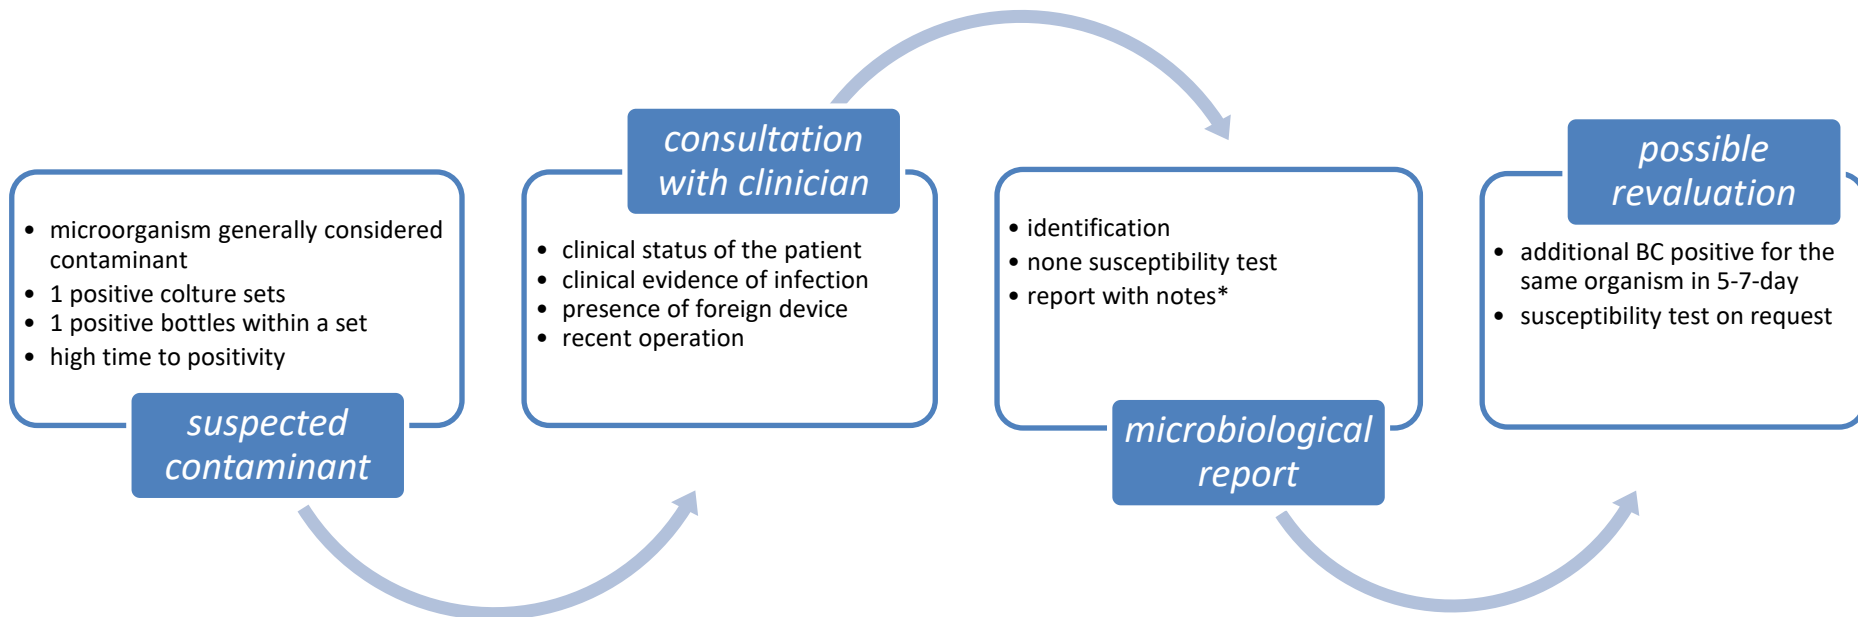 • microorganism generally considered
contaminant
• 1 positive colture sets
• 1 positive bottles within a set
• high time to positivity
suspected
contaminant
consultation
with clinician
• clinical status of the patient
• clinical evidence of infection
• presence of foreign device
• recent operation
• identification
• none susceptibility test
• report with notes*
microbiological
report
possible
revaluation
• additional BC positive for the
same organism in 5-7-day
• susceptibility test on request